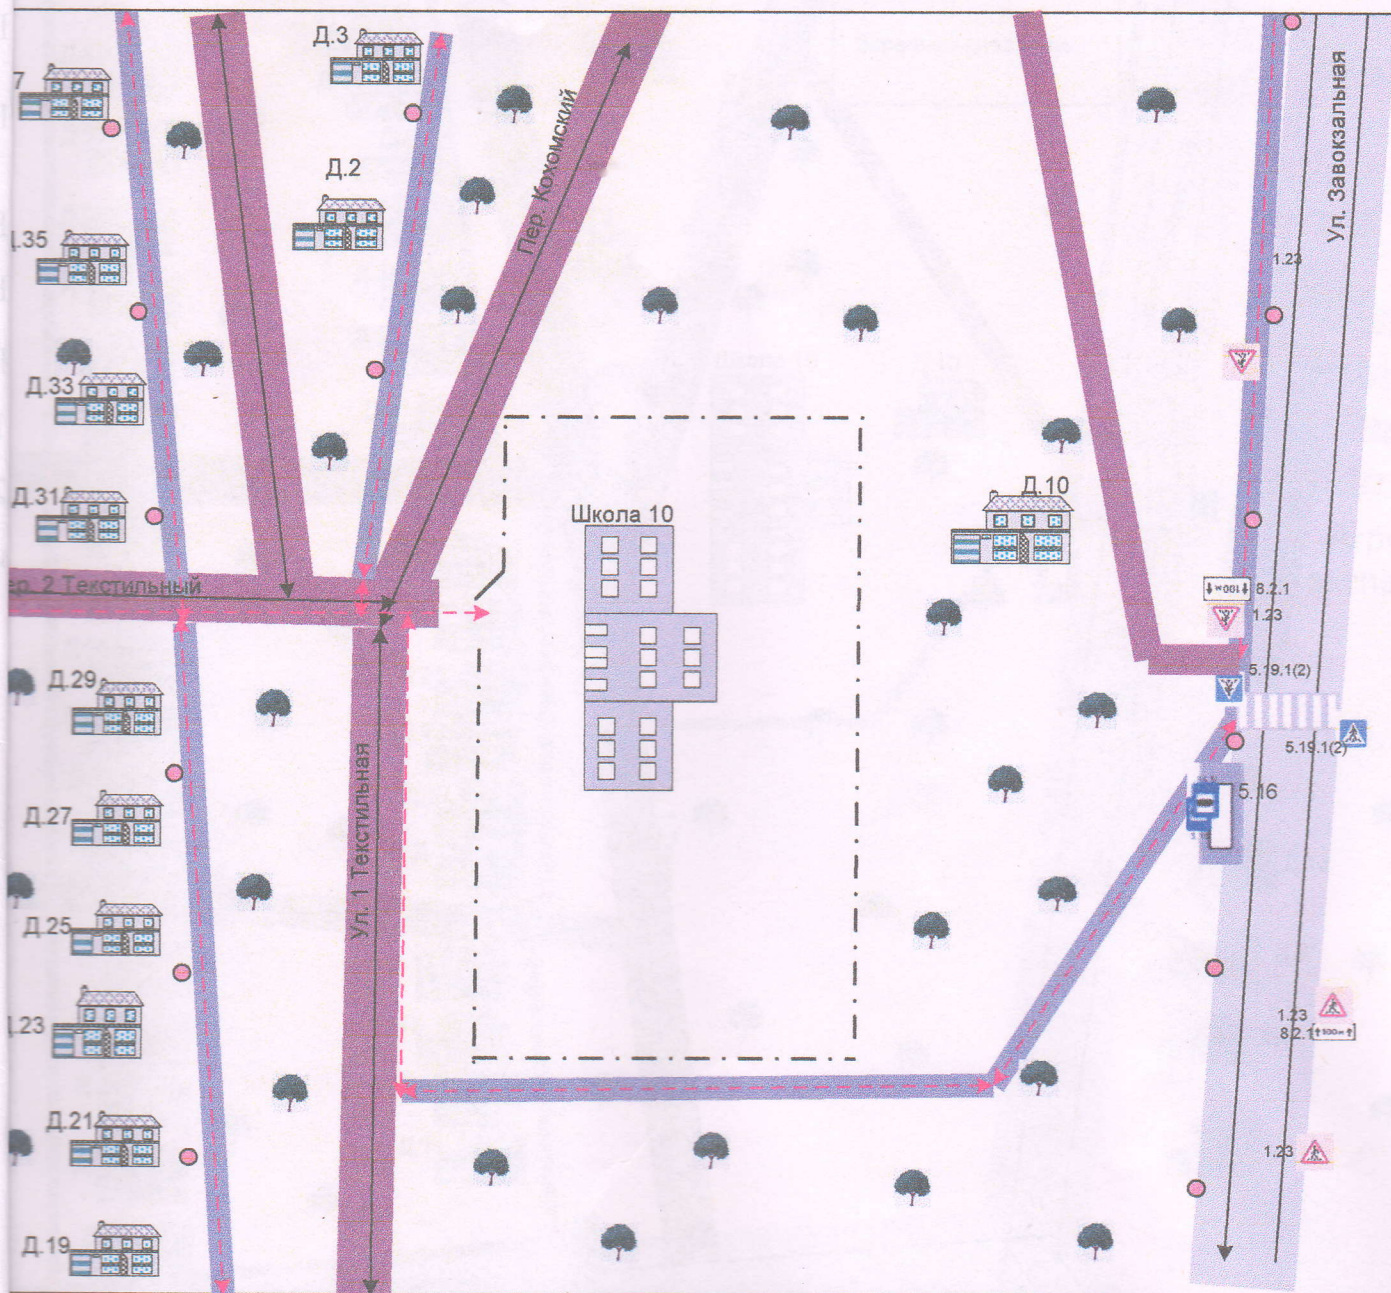 Д.3
7
Д.2
Пер. Кохомский
Ул. Завокзальная
.35
1.23
Д.33
Д.31
Школа 10
Д.10
ер. 2 Текстильный
100м
8.2.1
1.23
5.19.1(2)
Д.29
5.19.1(2)
Ул. 1 Текстильная
5.16
Д.27
Д.25
.23
1.23
8.2.1
500м
Д.21
1.23
Д.19